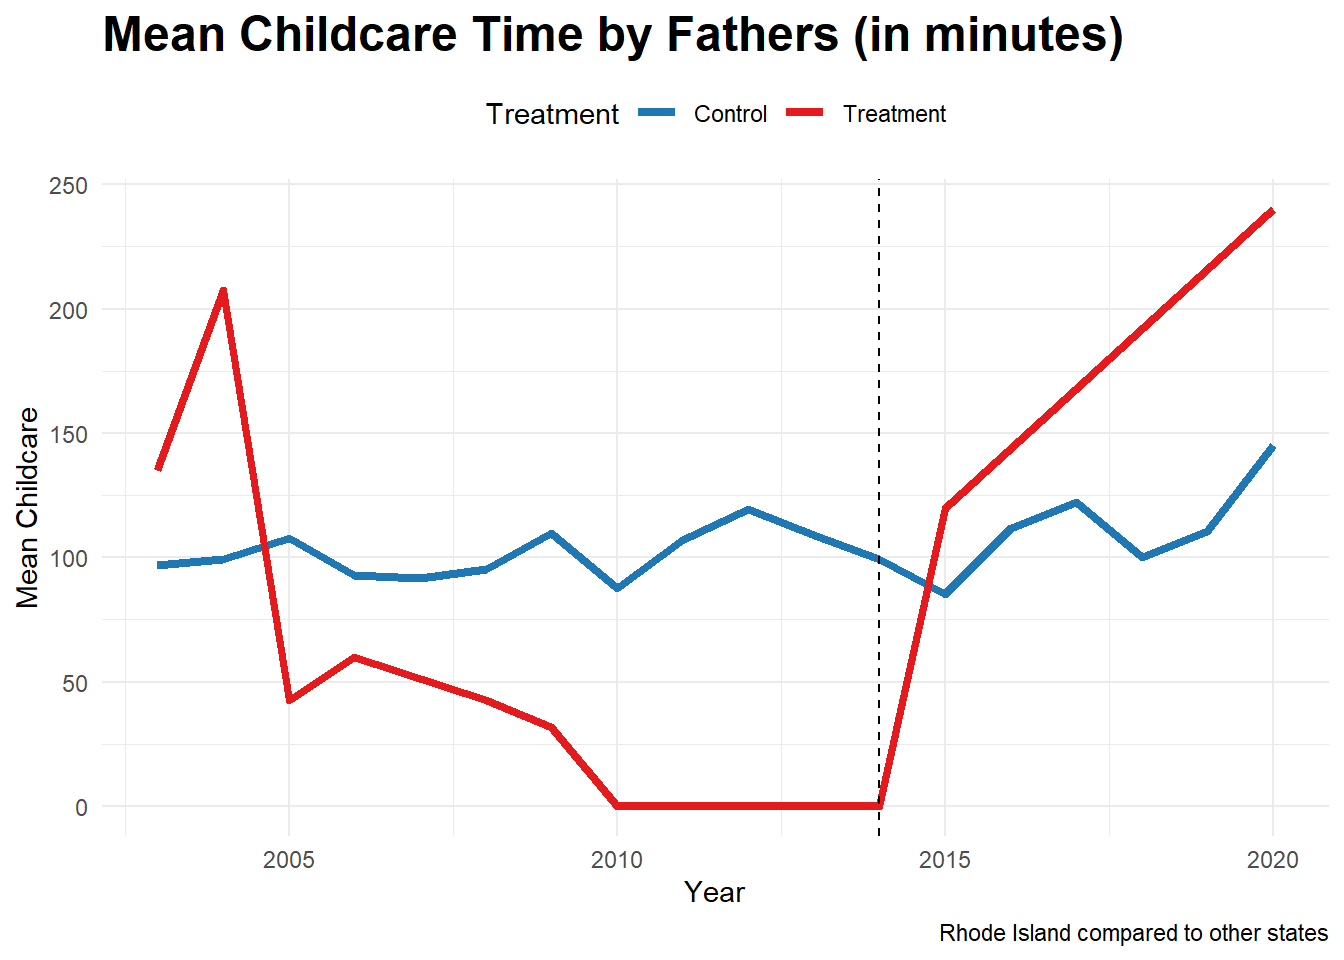 Mean Childcare Time by Fathers (in minutes)
Treatment Control Treatment
250
200
150
100
50
0
Mean Childcare
2005 2010 2015 2020
Year
Rhode Island compared to other states